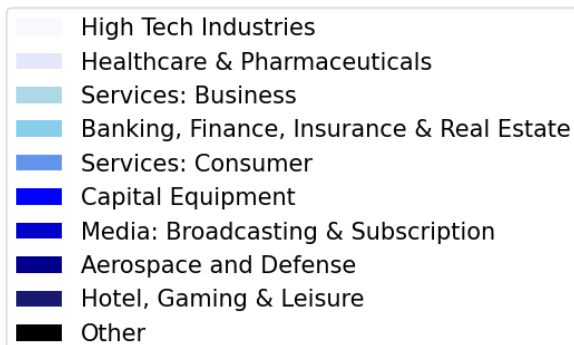 High Tech Industries
Healthcare & Pharmaceuticals
Services: Business
Banking, Finance, Insurance & Real Estate
Services: Consumer
Capital Equipment
Media: Broadcasting & Subscription
Aerospace and Defense
Hotel, Gaming & Leisure
Other